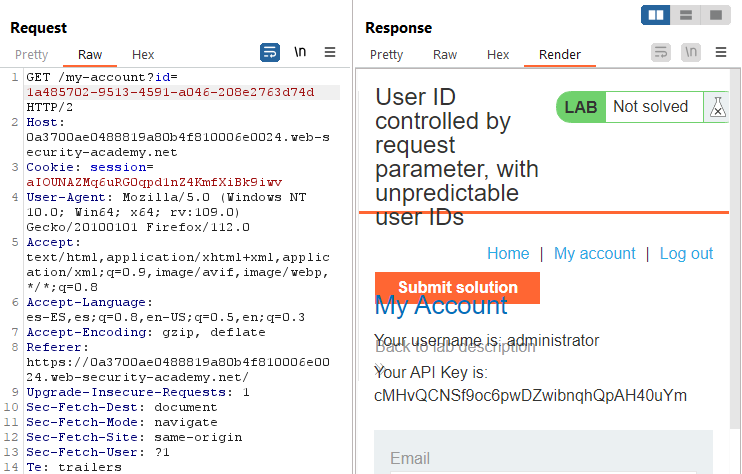 Request
Pretty Raw Hex
\n
1 GET /my-account?id=
1a485702-9513-4591-a046-208e2763d74d
HTTP/2
2 Host:
0a3700ae0488819a80b4f810006e0024.web-s
ecurity-academy.net
3 Cookie: session=
aIOUNAZMq6uRG0qpd1nZ4KmfXiBk9iwv
4 User-Agent: Mozilla/5.0 (Windows NT
10.0; Win64; x64; rv:109.0)
Gecko/20100101 Firefox/112.0
5 Accept:
text/html,application/xhtml+xml,applic
ation/xml;q=0.9,image/avif,image/webp,
*/*;q=0.8
6 Accept-Language:
es-ES,es;q=0.8,en-US;q=0.5,en;q=0.3
7 Accept-Encoding: gzip, deflate
8 Referer:
https://0a3700ae0488819a80b4f810006e00
24.web-security-academy.net/
9 Upgrade-Insecure-Requests: 1
10 Sec-Fetch-Dest: document
11 Sec-Fetch-Mode: navigate
12 Sec-Fetch-Site: same-origin
13 Sec-Fetch-User: ?1
14 Te: trailers
Response
Pretty Raw Hex Render
\n
User ID
controlled by
request
parameter, with
unpredictable
user IDs
LAB Not solved
Home | My account | Log out
Submit solution
My Account
Your username is: administrator
Back to lab description
Your API Key is:
cMHvQCNSf9oc6pwDZwibnqhQpAH40uYm
Email